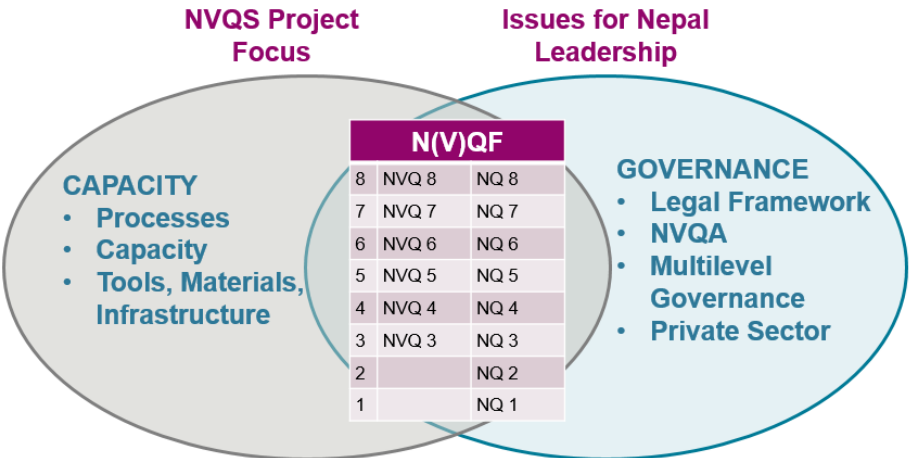 NVQS Project
Focus
Issues for Nepal
Leadership
CAPACITY
• Processes
• Capacity
• Tools, Materials,
Infrastructure
N(V)QF
8 NVQ 8 NQ 8
7 NVQ 7 NQ 7
6 NVQ 6 NQ 6
5 NVQ 5 NQ 5
4 NVQ 4 NQ 4
3 NVQ 3 NQ 3
2 NQ 2
1 NQ 1
GOVERNANCE
• Legal Framework
• NVQA
• Multilevel
Governance
• Private Sector